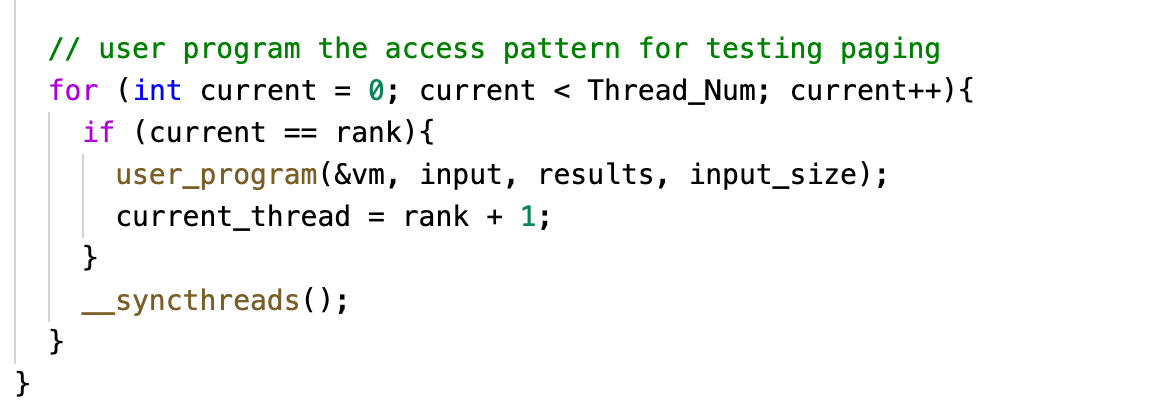 // user program the access pattern for testing paging
for (int current = 0; current < Thread_Num; current++){
if (current == rank){
user_program(&vm, input, results, input_size);
current_thread = rank + 1;
}
__syncthreads();
}
}